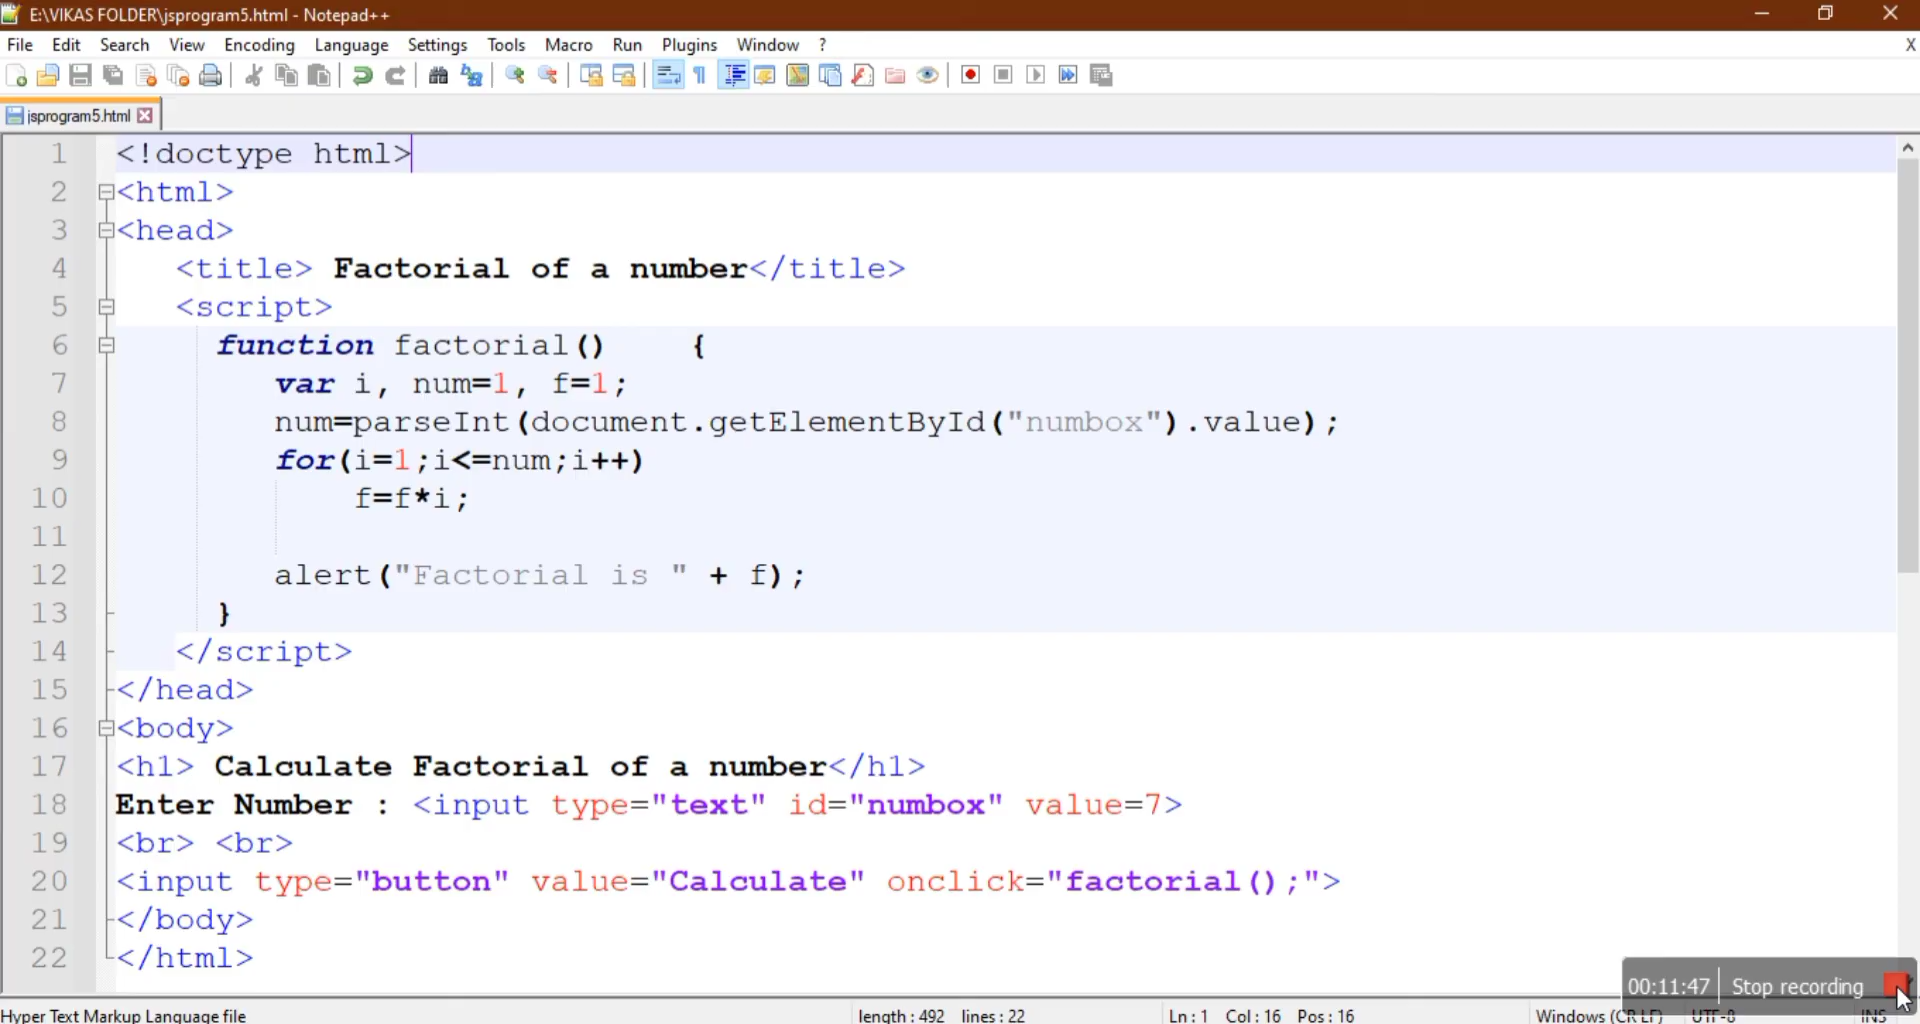 E:\VIKAS FOLDER\jsprogram5.html - Notepad++
File Edit Search View Encoding Language Settings Tools Macro Run Plugins Window ? X
jsprogram5.html
1 <!doctype html>
2 <html>
3 <head>
4 <title> Factorial of a number</title>
5 <script>
6 function factorial() {
7 var i, num=1, f=1;
8 num=parseInt(document.getElementById("numbox").value);
9 for(i=1;i<=num;i++)
10 f=f*i;
11
12 alert("Factorial is " + f);
13 }
14 </script>
15 </head>
16 <body>
17 <h1> Calculate Factorial of a number</h1>
18 Enter Number : <input type="text" id="numbox" value=7>
19 <br> <br>
20 <input type="button" value="Calculate" onclick="factorial();">
21 </body>
22 </html>
00:11:47 Stop recording
Hyper Text Markup Language file length : 492 lines : 22 Ln : 1 Col : 16 Pos : 16 Windows (CR LF) UTF-8 INS